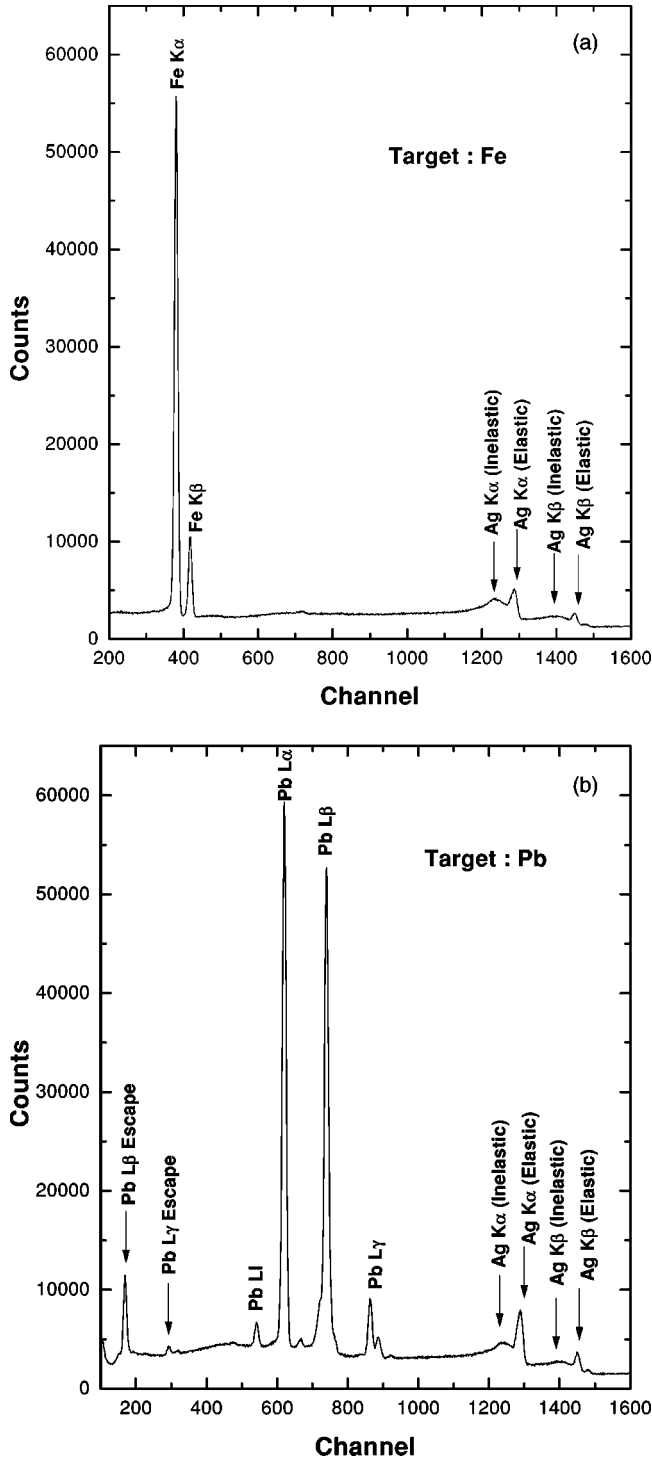 (a)
Target : Fe
Fe Kα
Fe Kβ
Ag Kα (Inelastic)
Ag Kα (Elastic)
Ag Kβ (Inelastic)
Ag Kβ (Elastic)
60000
50000
40000
30000
20000
10000
0
Counts
200 400 600 800 1000 1200 1400 1600
Channel
(b)
Target : Pb
Pb Lβ Escape
Pb Lγ Escape
Pb Ll
Pb Lα
Pb Lβ
Pb Lγ
Ag Kα (Inelastic)
Ag Kα (Elastic)
Ag Kβ (Inelastic)
Ag Kβ (Elastic)
60000
50000
40000
30000
20000
10000
0
Counts
200 400 600 800 1000 1200 1400 1600
Channel